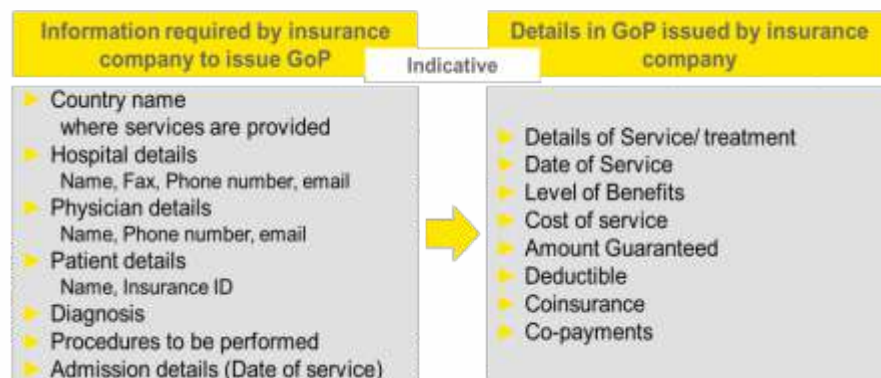 Information required by insurance
company to issue GoP
Indicative
Details in GoP issued by insurance
company
Country name
where services are provided
Hospital details
Name, Fax, Phone number, email
Physician details
Name, Phone number, email
Patient details
Name, Insurance ID
Diagnosis
Procedures to be performed
Admission details (Date of service)
Details of Service/ treatment
Date of Service
Level of Benefits
Cost of service
Amount Guaranteed
Deductible
Coinsurance
Co-payments